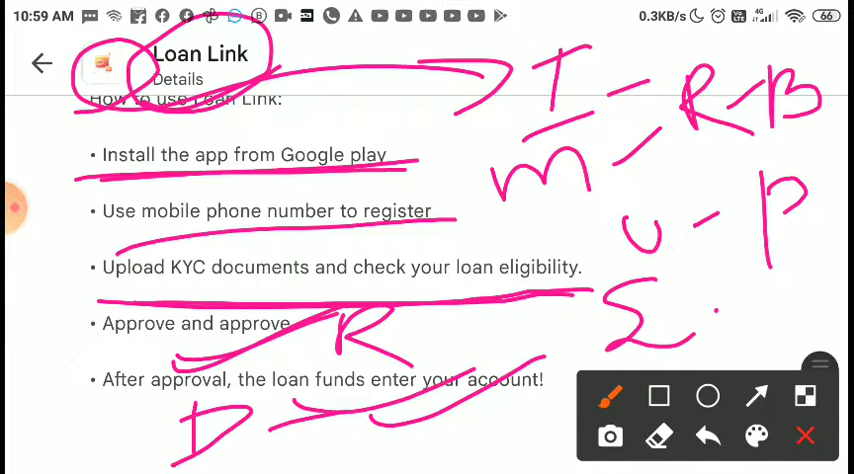 10:59 AM 0.3KB/s 4G 66
Loan Link
Details
How to use Loan Link:
• Install the app from Google play
• Use mobile phone number to register
• Upload KYC documents and check your loan eligibility.
• Approve and approve
• After approval, the loan funds enter your account!
I - R - B
m -
U - P
R
D